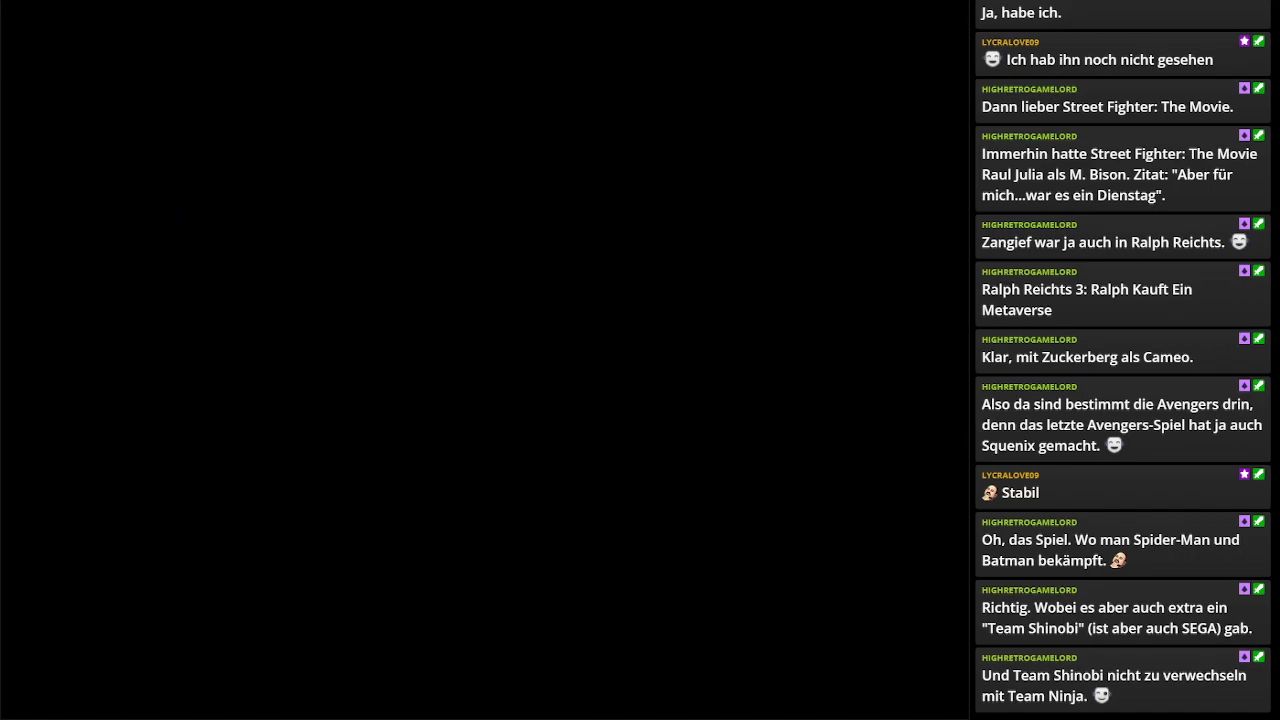 Ja, habe ich.
LYCRALOVE09
Ich hab ihn noch nicht gesehen
HIGHRETROGAMELORD
Dann lieber Street Fighter: The Movie.
HIGHRETROGAMELORD
Immerhin hatte Street Fighter: The Movie
Raul Julia als M. Bison. Zitat: "Aber für
mich...war es ein Dienstag".
HIGHRETROGAMELORD
Zangief war ja auch in Ralph Reichts.
HIGHRETROGAMELORD
Ralph Reichts 3: Ralph Kauft Ein
Metaverse
HIGHRETROGAMELORD
Klar, mit Zuckerberg als Cameo.
HIGHRETROGAMELORD
Also da sind bestimmt die Avengers drin,
denn das letzte Avengers-Spiel hat ja auch
Squenix gemacht.
LYCRALOVE09
Stabil
HIGHRETROGAMELORD
Oh, das Spiel. Wo man Spider-Man und
Batman bekämpft.
HIGHRETROGAMELORD
Richtig. Wobei es aber auch extra ein
"Team Shinobi" (ist aber auch SEGA) gab.
HIGHRETROGAMELORD
Und Team Shinobi nicht zu verwechseln
mit Team Ninja.